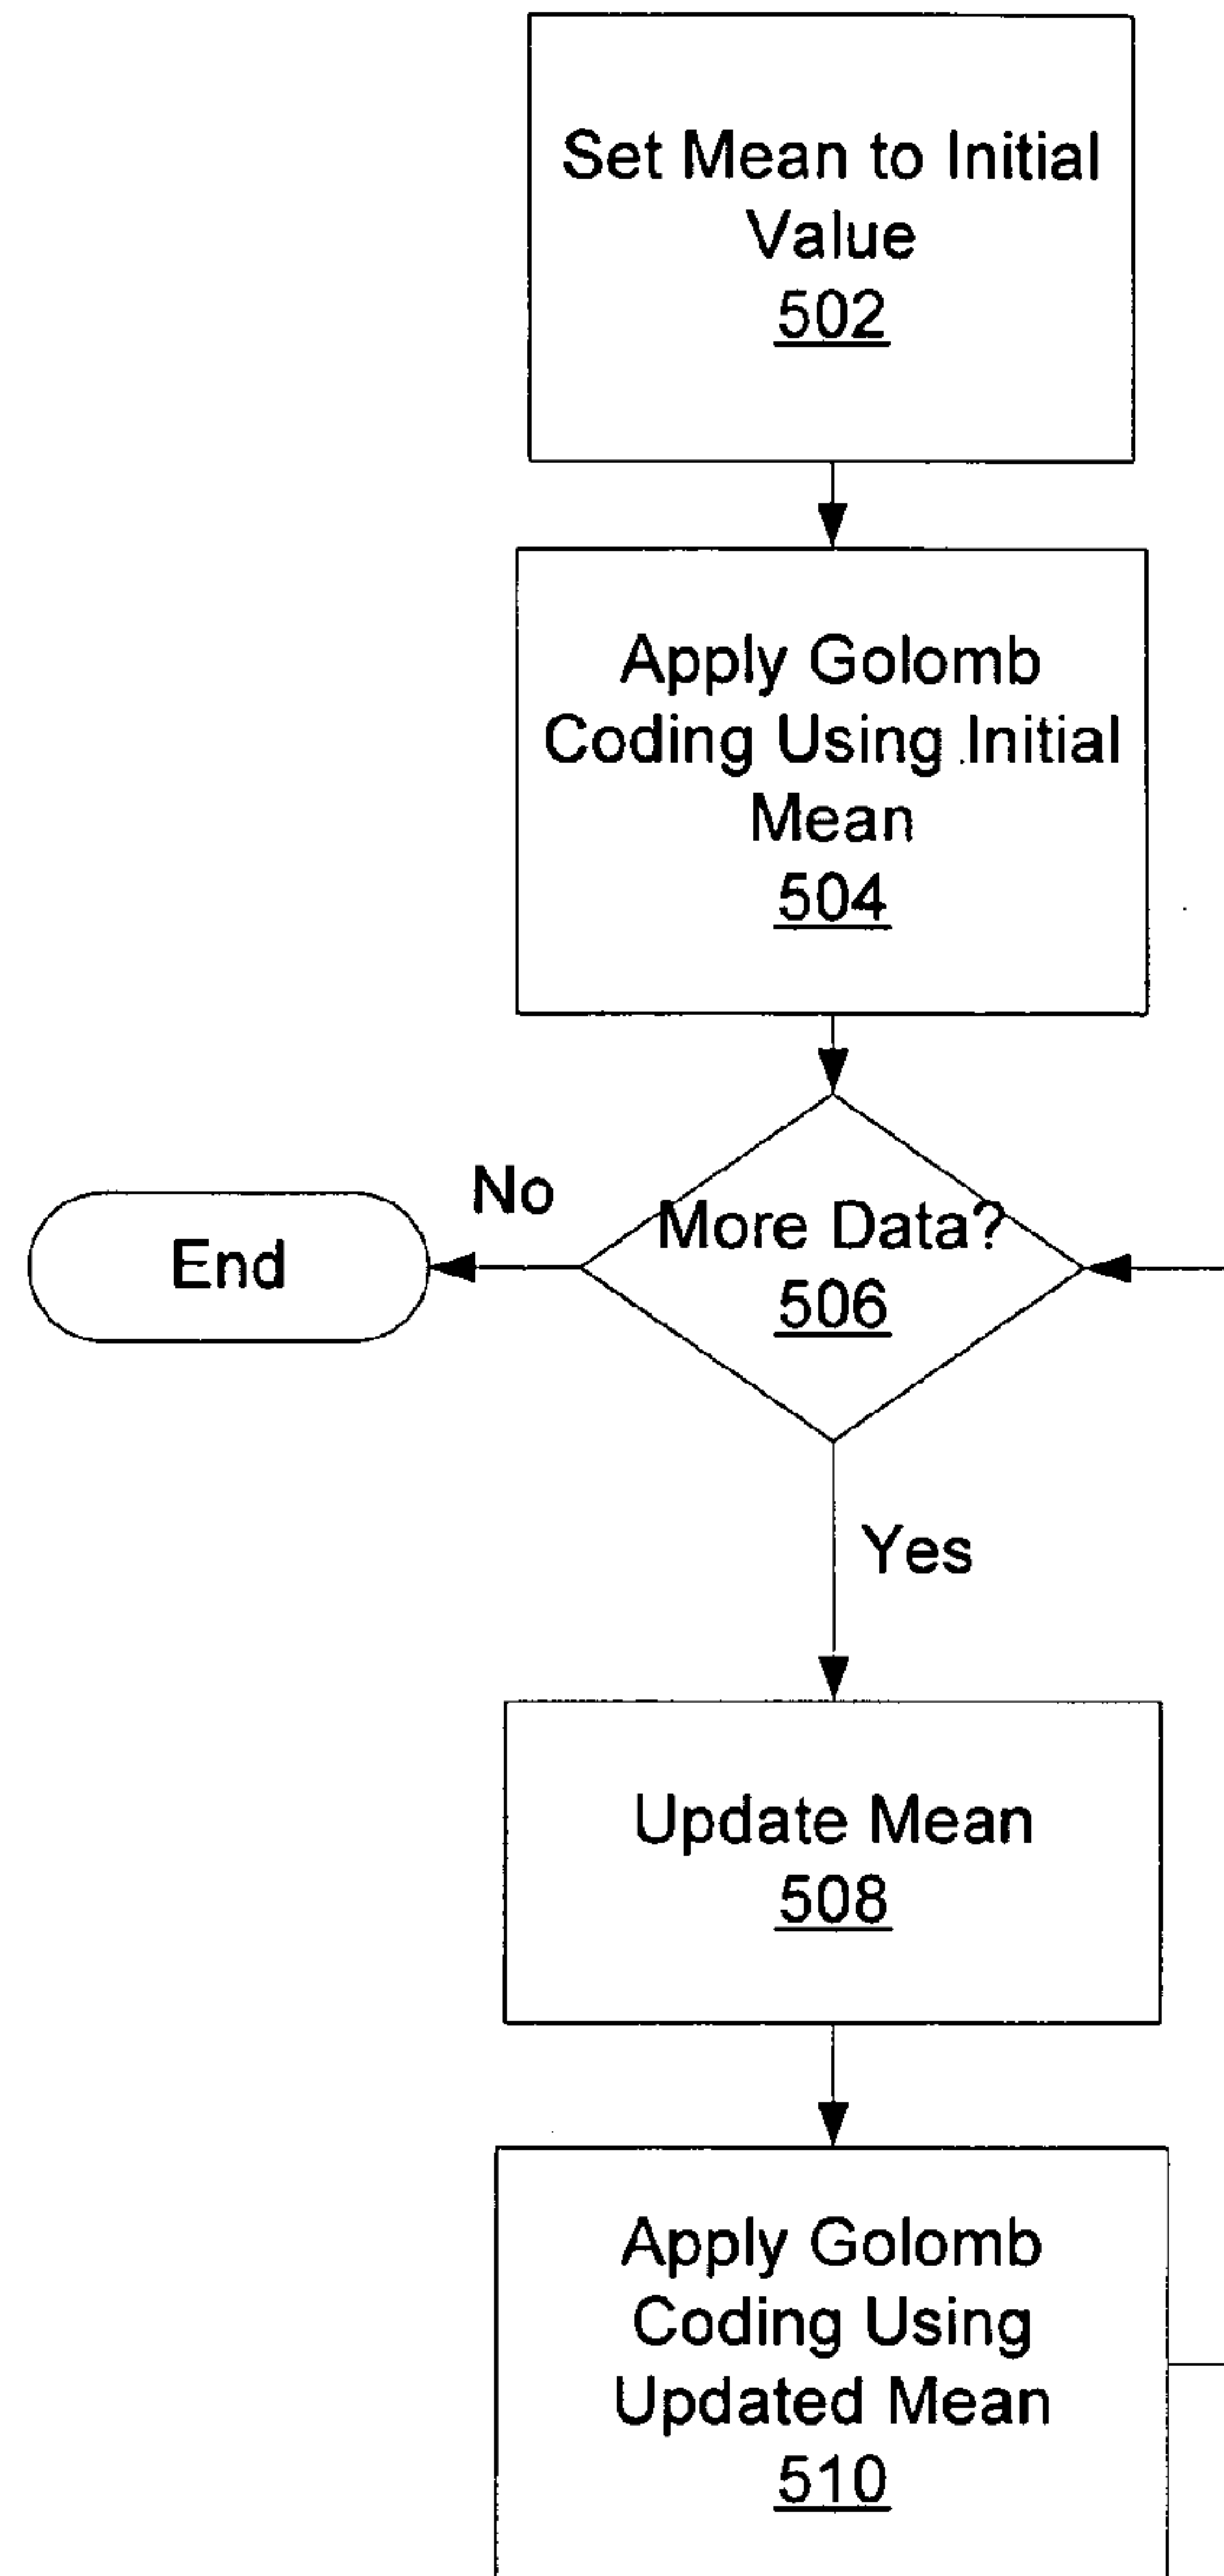 Set Mean to Initial
Value
502
Apply Golomb
Coding Using Initial
Mean
504
No
End
More Data?
506
Yes
Update Mean
508
Apply Golomb
Coding Using
Updated Mean
510